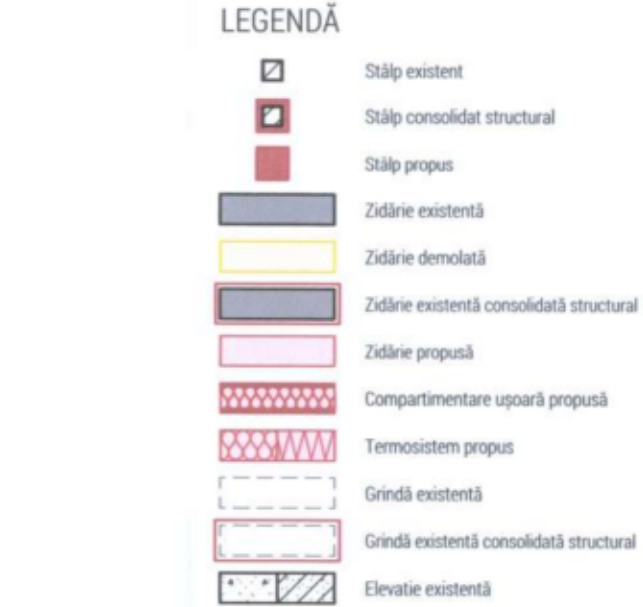 LEGENDĂ
Stâlp existent
Stâlp consolidat structural
Stâlp propus
Zidărie existentă
Zidărie demolată
Zidărie existentă consolidată structural
Zidărie propusă
Compartimentare ușoară propusă
Termosistem propus
Grindă existentă
Grindă existentă consolidată structural
Elevatie existentă